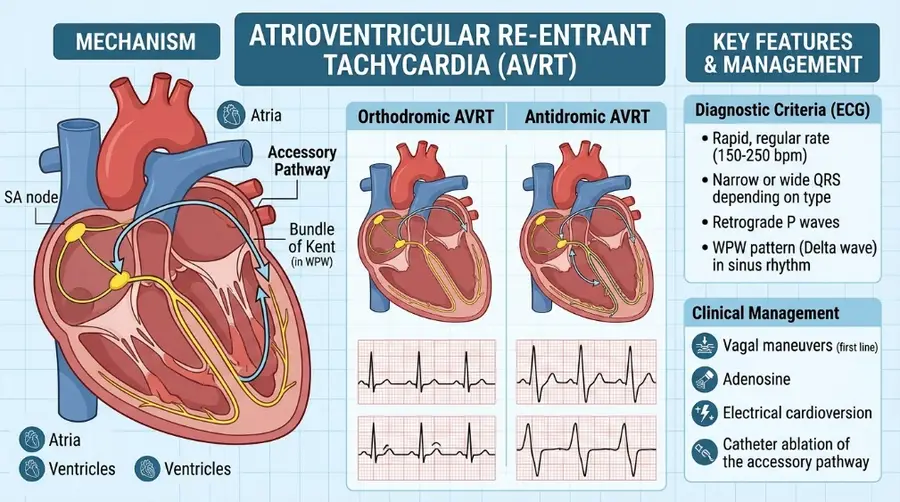 MECHANISM
ATRIOVENTRICULAR RE-ENTRANT
TACHYCARDIA (AVRT)
KEY FEATURES
& MANAGEMENT
Atria
SA node
Accessory
Pathway
Bundle
of Kent
(in WPW)
Atria
Ventricles
Ventricles
Orthodromic AVRT
Antidromic AVRT
Diagnostic Criteria (ECG)
• Rapid, regular rate
(150-250 bpm)
• Narrow or wide QRS
depending on type
• Retrograde P waves
• WPW pattern (Delta wave)
in sinus rhythm
Clinical Management
Vagal maneuvers (first line)
Adenosine
Electrical cardioversion
Catheter ablation of
the accessory pathway